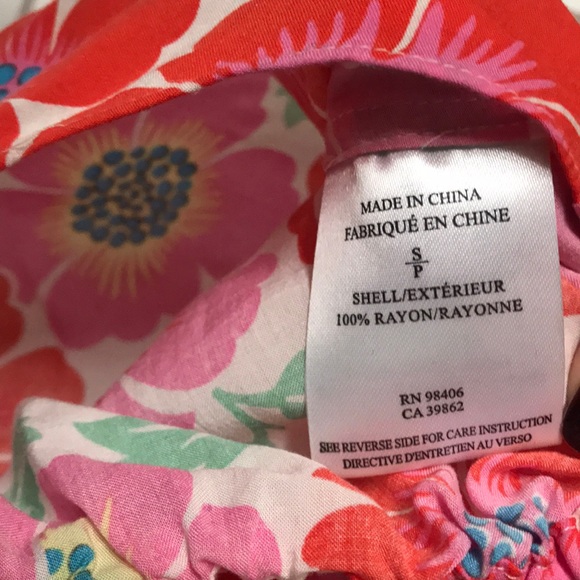 MADE IN CHINA
FABRIQUÉ EN CHINE
S
P
SHELL/EXTÉRIEUR
100% RAYON/RAYONNE
RN 98406
CA 39862
SEE REVERSE SIDE FOR CARE INSTRUCTION
DIRECTIVE D'ENTRETIEN AU VERSO